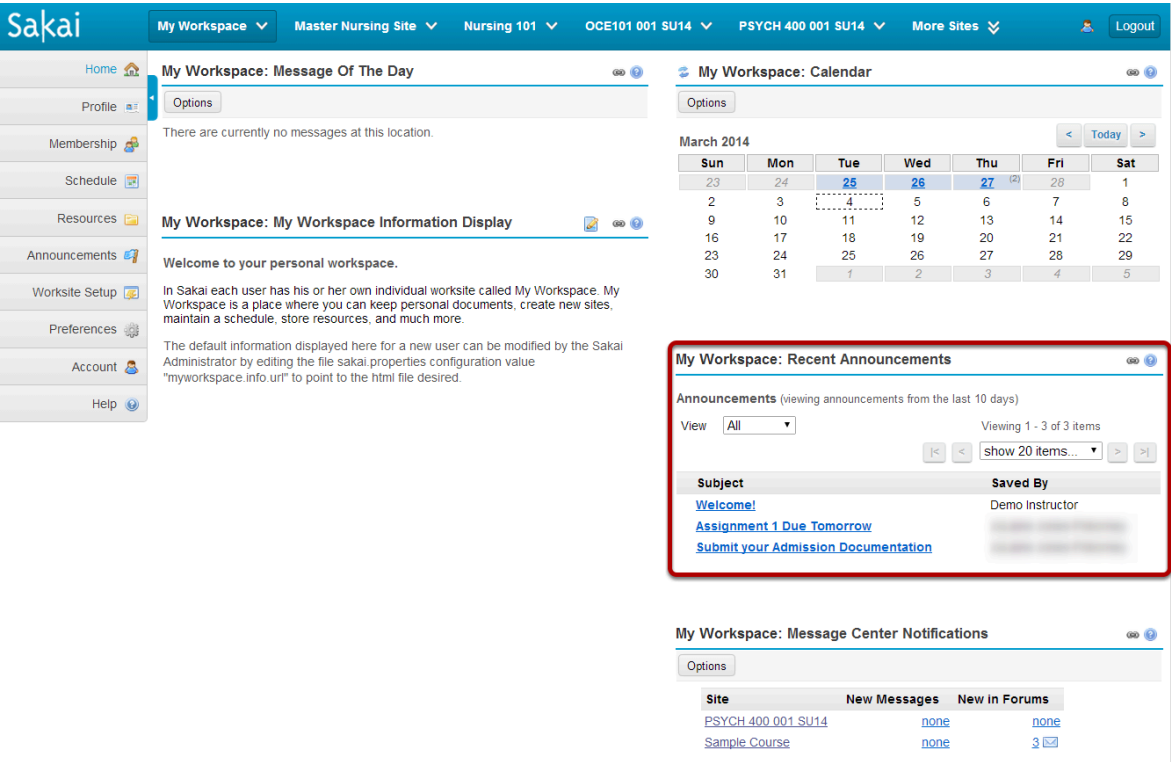 Sakai
My Workspace Master Nursing Site Nursing 101 OCE101 001 SU14 PSYCH 400 001 SU14 More Sites Logout
Home
Profile
Membership
Schedule
Resources
Announcements
Worksite Setup
Preferences
Account
Help
My Workspace: Message Of The Day
Options
There are currently no messages at this location.
My Workspace: My Workspace Information Display
Welcome to your personal workspace.
In Sakai each user has his or her own individual worksite called My Workspace. My
Workspace is a place where you can keep personal documents, create new sites,
maintain a schedule, store resources, and much more.
The default information displayed here for a new user can be modified by the Sakai
Administrator by editing the file sakai.properties configuration value
"myworkspace.info.url" to point to the html file desired.
My Workspace: Calendar
Options
March 2014 < Today >
Sun Mon Tue Wed Thu Fri Sat
23 24 25 26 27 (2) 28 1
2 3 4 5 6 7 8
9 10 11 12 13 14 15
16 17 18 19 20 21 22
23 24 25 26 27 28 29
30 31 1 2 3 4 5
My Workspace: Recent Announcements
Announcements (viewing announcements from the last 10 days)
View All Viewing 1 - 3 of 3 items
|< < show 20 items... > >|
Subject Saved By
Welcome! Demo Instructor
Assignment 1 Due Tomorrow
Submit your Admission Documentation
My Workspace: Message Center Notifications
Options
Site New Messages New in Forums
PSYCH 400 001 SU14 none none
Sample Course none 3